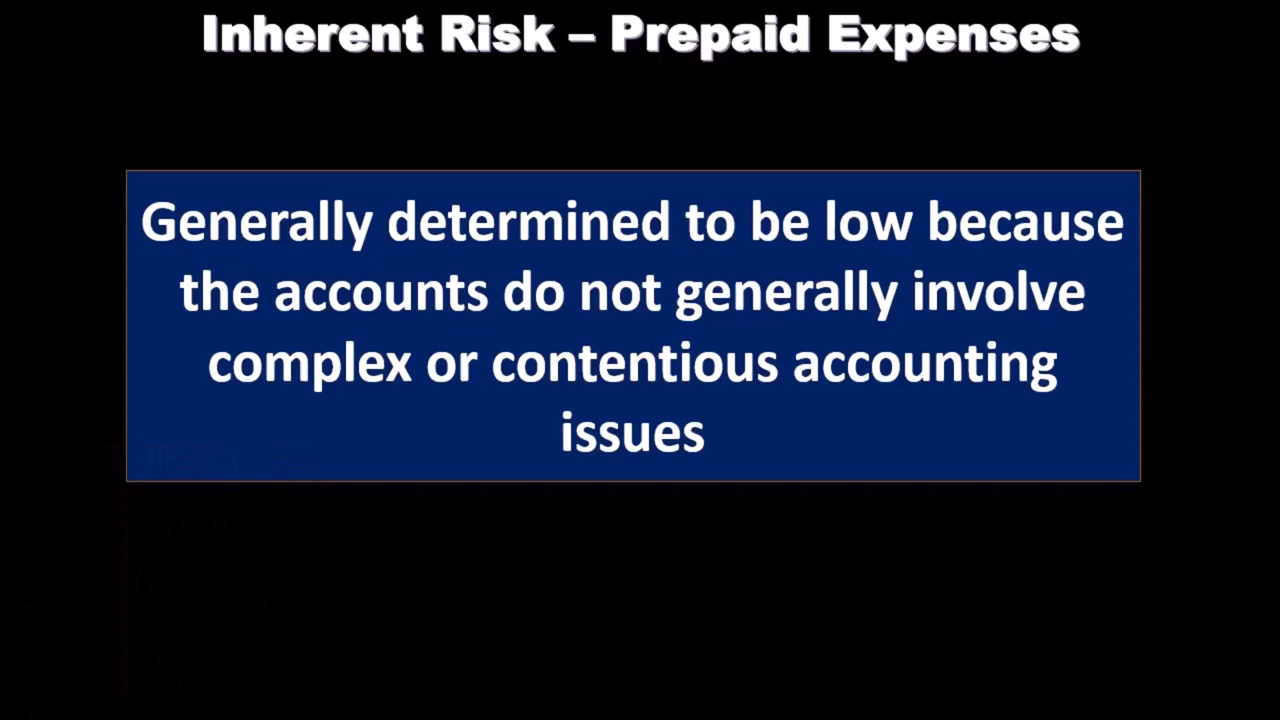 Inherent Risk – Prepaid Expenses
Generally determined to be low because
the accounts do not generally involve
complex or contentious accounting
issues